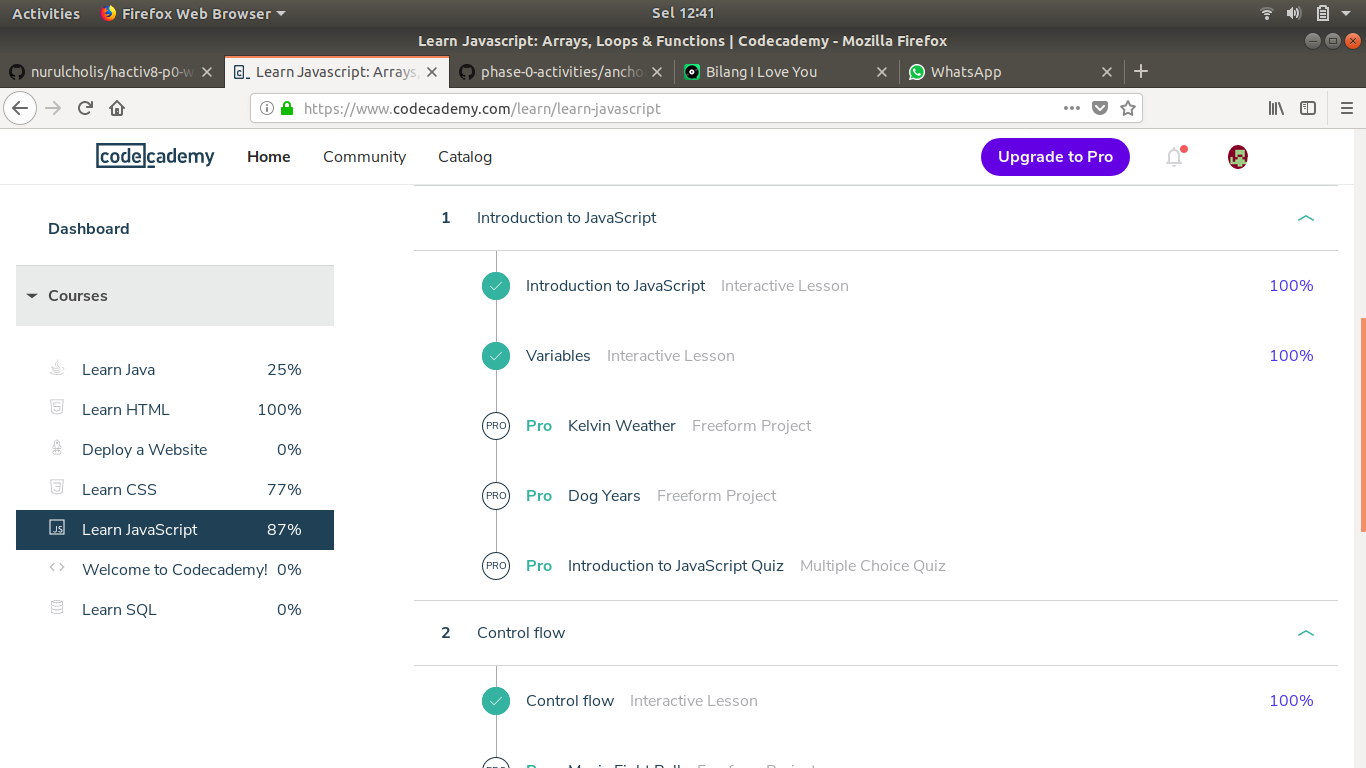 Activities Firefox Web Browser Sel 12:41
Learn Javascript: Arrays, Loops & Functions | Codecademy - Mozilla Firefox
nurulcholis/hactiv8-p0-w Learn Javascript: Arrays, phase-0-activities/ancho Bilang I Love You WhatsApp
https://www.codecademy.com/learn/learn-javascript
codecademy Home Community Catalog Upgrade to Pro
Dashboard
Courses
Learn Java 25%
Learn HTML 100%
Deploy a Website 0%
Learn CSS 77%
JS Learn JavaScript 87%
Welcome to Codecademy! 0%
Learn SQL 0%
1 Introduction to JavaScript
Introduction to JavaScript Interactive Lesson 100%
Variables Interactive Lesson 100%
PRO Pro Kelvin Weather Freeform Project
PRO Pro Dog Years Freeform Project
PRO Pro Introduction to JavaScript Quiz Multiple Choice Quiz
2 Control flow
Control flow Interactive Lesson 100%